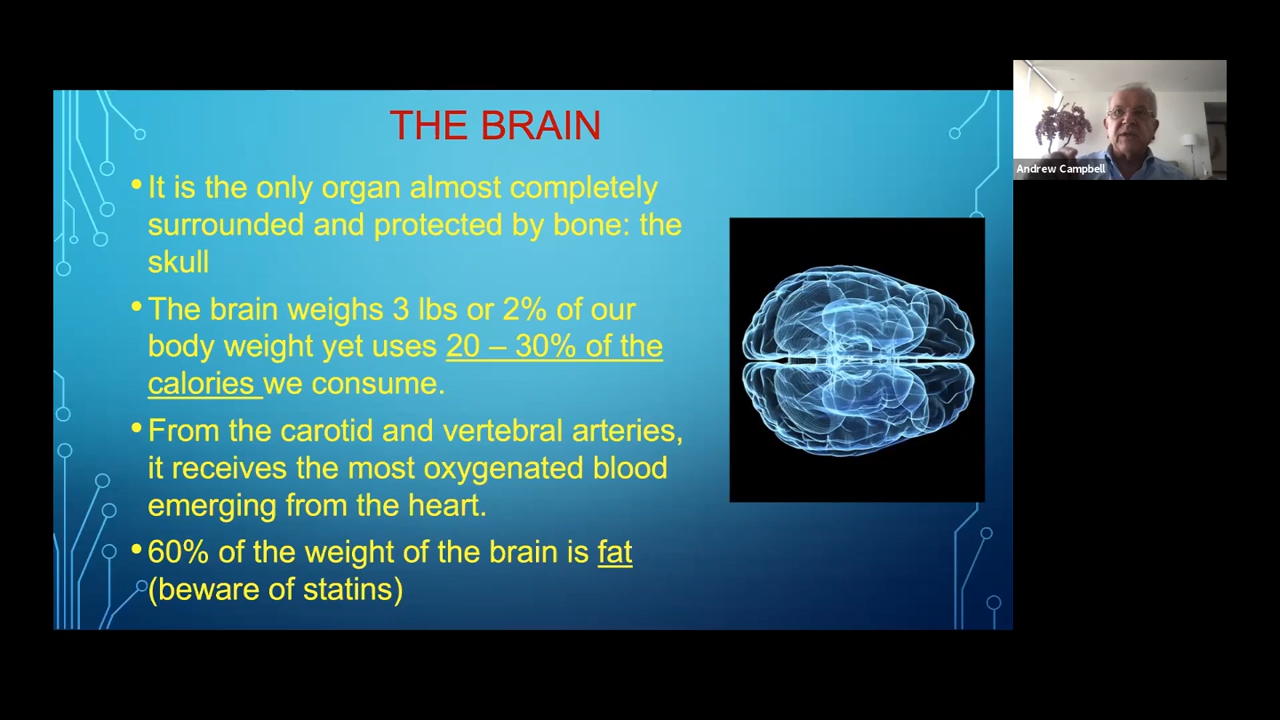 THE BRAIN
• It is the only organ almost completely
surrounded and protected by bone: the
skull
• The brain weighs 3 lbs or 2% of our
body weight yet uses 20 – 30% of the
calories we consume.
• From the carotid and vertebral arteries,
it receives the most oxygenated blood
emerging from the heart.
• 60% of the weight of the brain is fat
(beware of statins)
Andrew Campbell